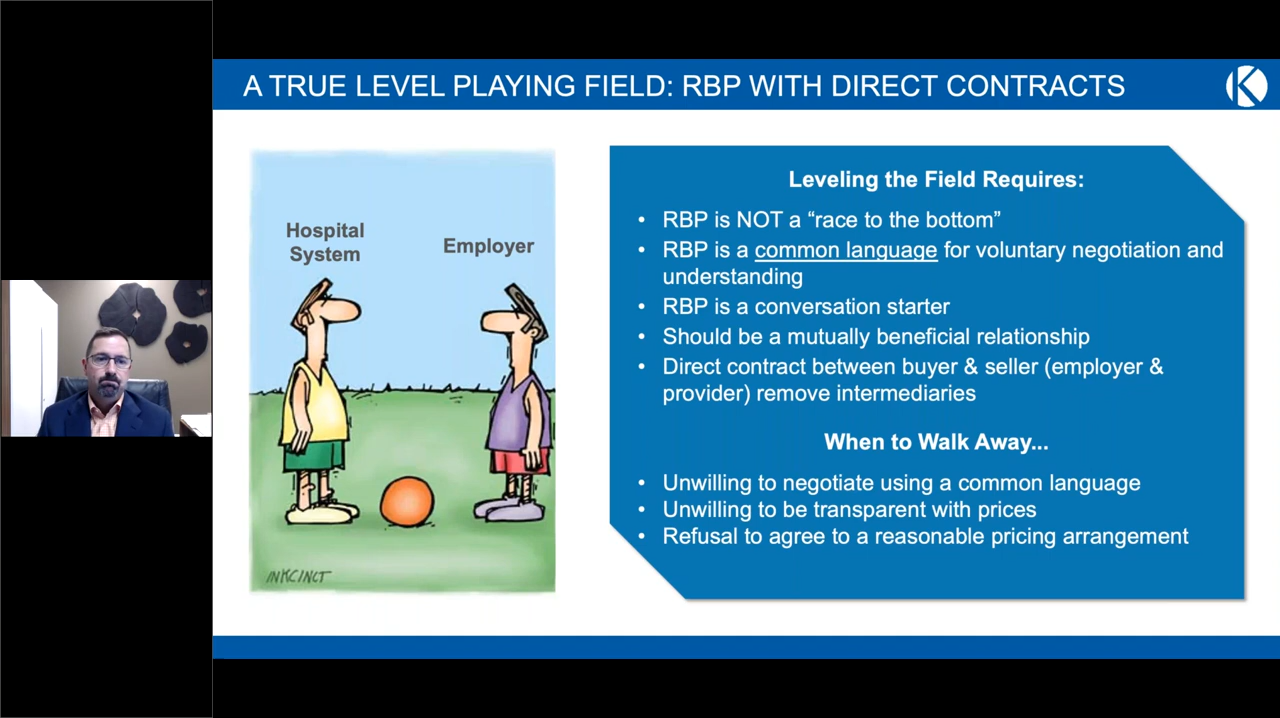 A TRUE LEVEL PLAYING FIELD: RBP WITH DIRECT CONTRACTS
K
Hospital
System
Employer
INKCINCT
Leveling the Field Requires:
• RBP is NOT a “race to the bottom”
• RBP is a common language for voluntary negotiation and
understanding
• RBP is a conversation starter
• Should be a mutually beneficial relationship
• Direct contract between buyer & seller (employer &
provider) remove intermediaries
When to Walk Away...
• Unwilling to negotiate using a common language
• Unwilling to be transparent with prices
• Refusal to agree to a reasonable pricing arrangement